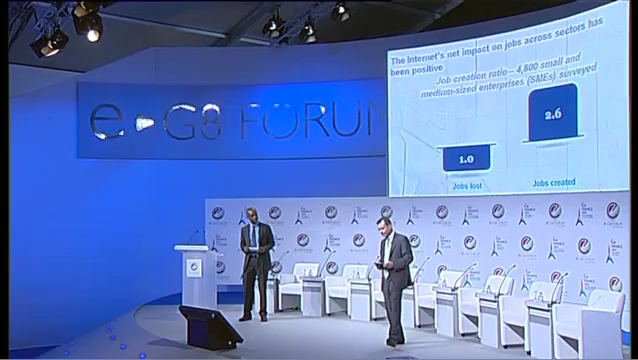 The Internet's net impact on jobs across sectors has
been positive
Job creation ratio – 4,800 small and
medium-sized enterprises (SMEs) surveyed
2.6
1.0
Jobs lost
Jobs created
e G8 FORUM